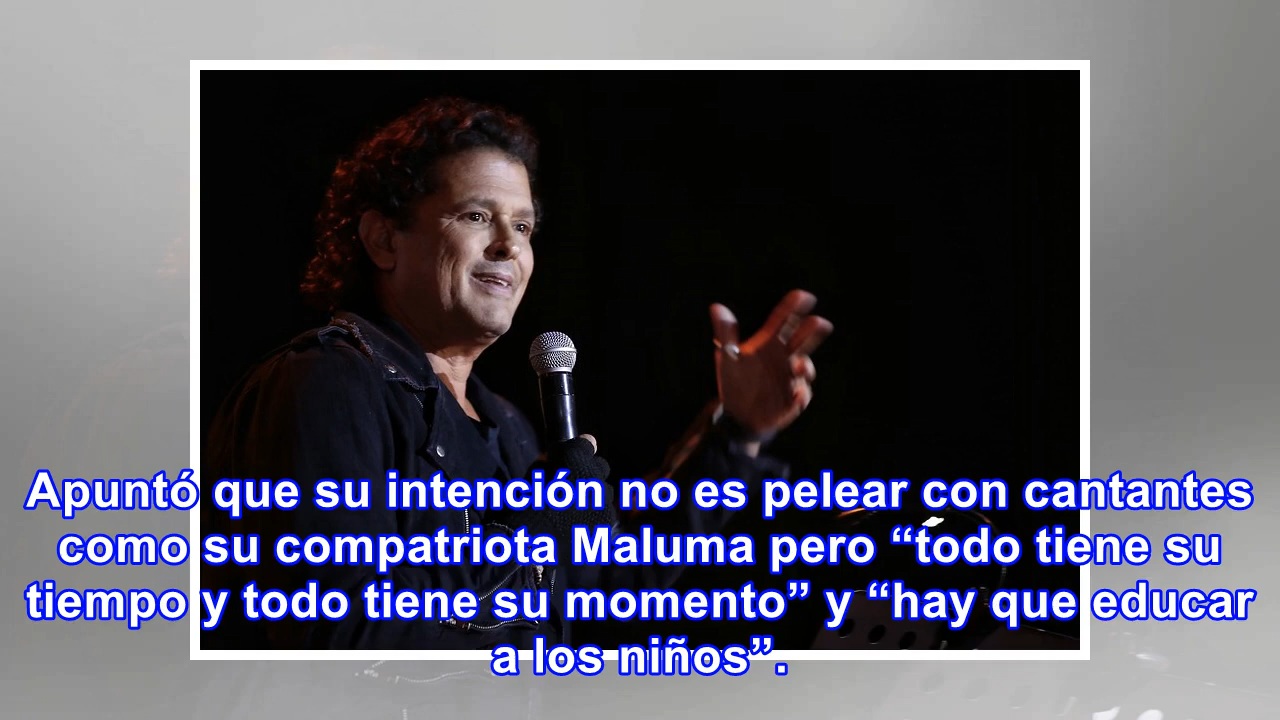 Apuntó que su intención no es pelear con cantantes
como su compatriota Maluma pero “todo tiene su
tiempo y todo tiene su momento” y “hay que educar
a los niños”.